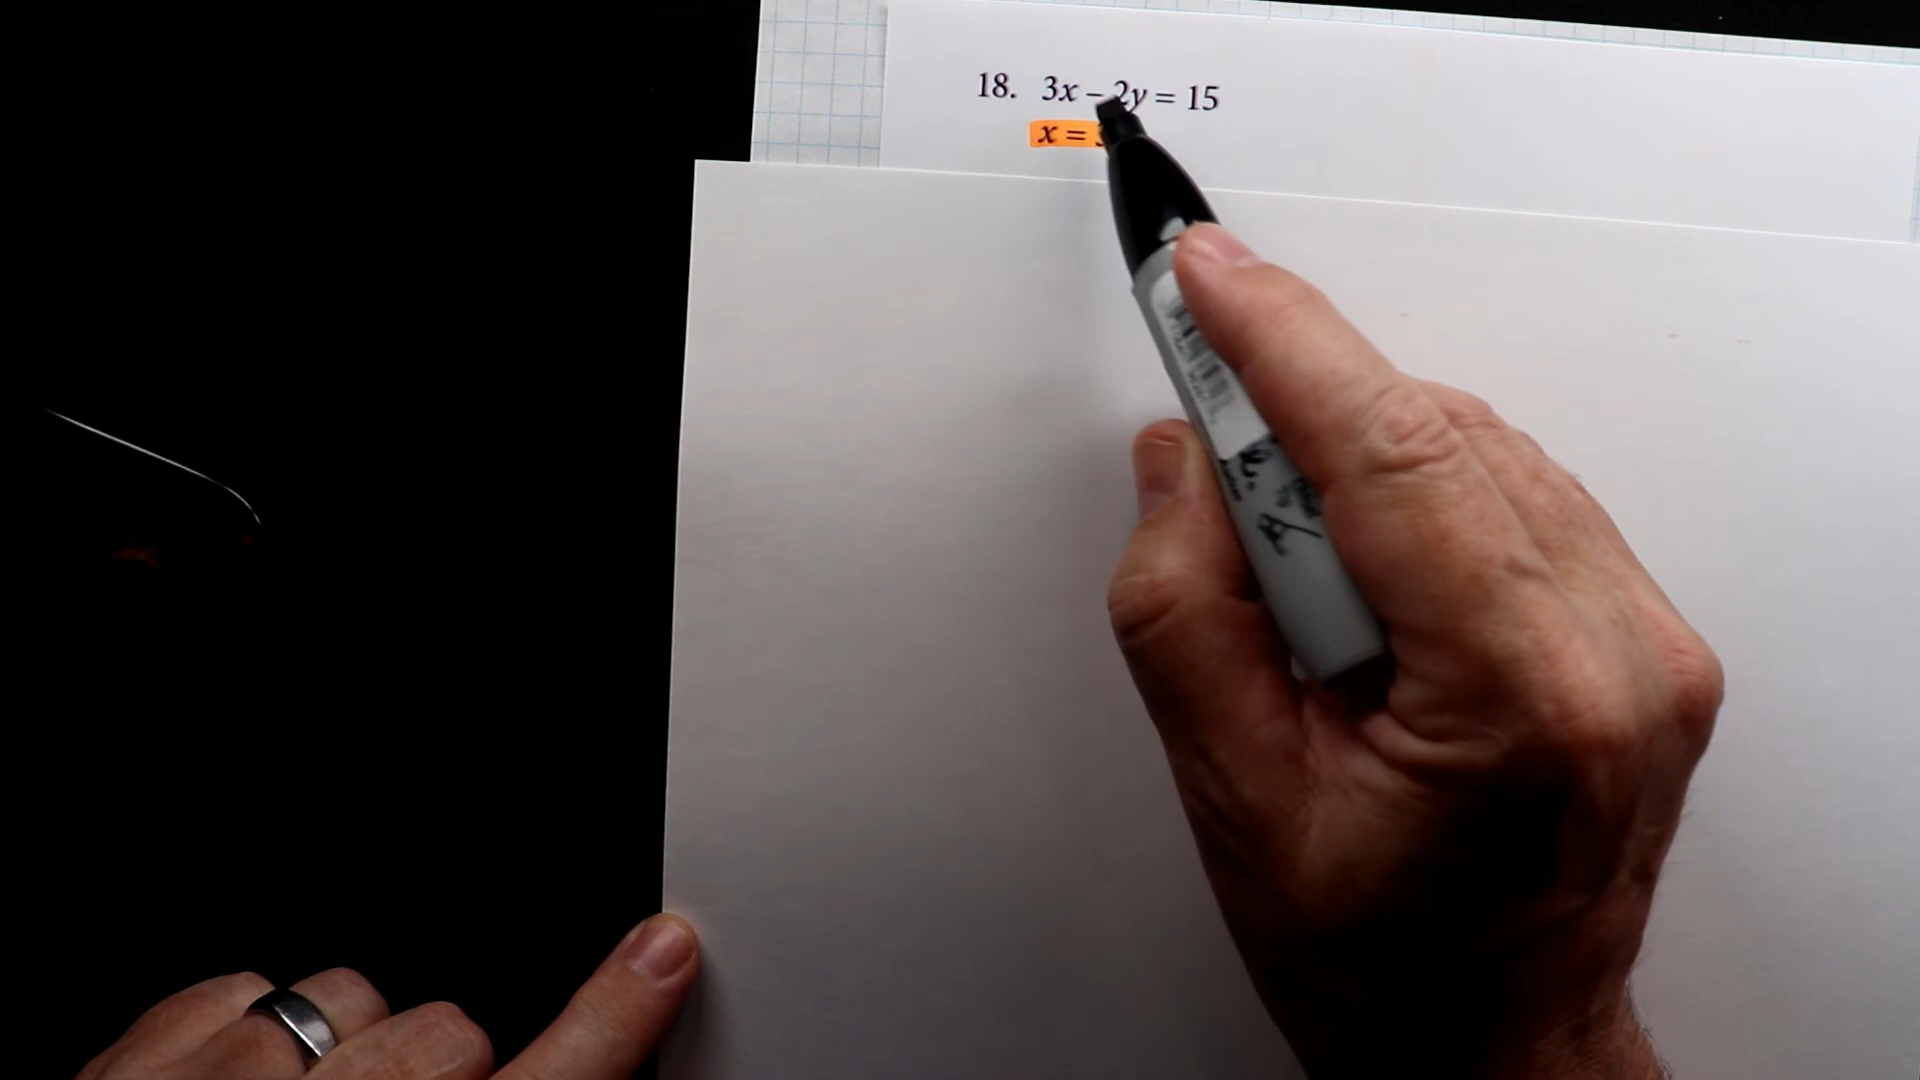 18. 3x – 2y = 15
x =